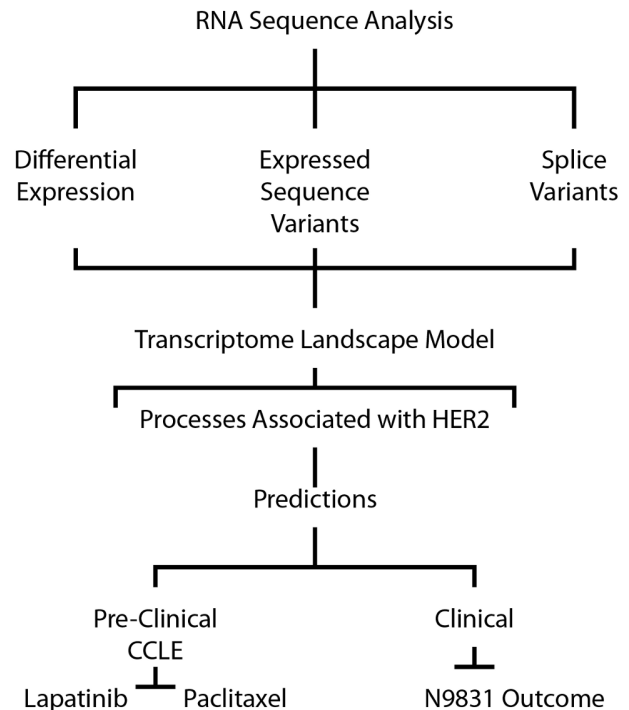 RNA Sequence Analysis
Differential
Expression
Expressed
Sequence
Variants
Splice
Variants
Transcriptome Landscape Model
Processes Associated with HER2
Predictions
Pre-Clinical
CCLE
Lapatinib
Paclitaxel
Clinical
N9831 Outcome